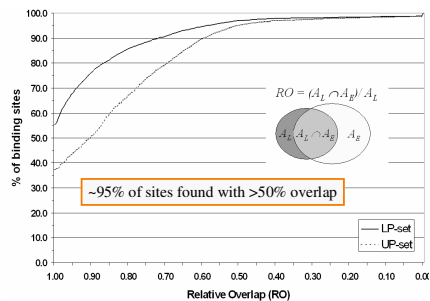 100.0
90.0
80.0
70.0
60.0
50.0
40.0
30.0
20.0
10.0
0.0
% of binding sites
RO = (A_L ∩ A_E)/ A_L
A_L A_L ∩ A_E A_E
~95% of sites found with >50% overlap
LP-set
UP-set
1.00 0.90 0.80 0.70 0.60 0.50 0.40 0.30 0.20 0.10 0.00
Relative Overlap (RO)